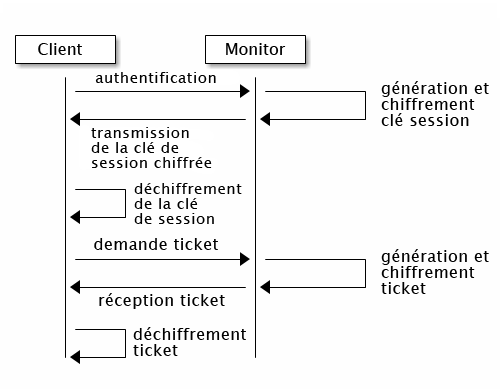 Client
Monitor
authentification
génération et
chiffrement
clé session
transmission
de la clé de
session chiffrée
déchiffrement
de la clé
de session
demande ticket
génération et
chiffrement
ticket
réception ticket
déchiffrement
ticket